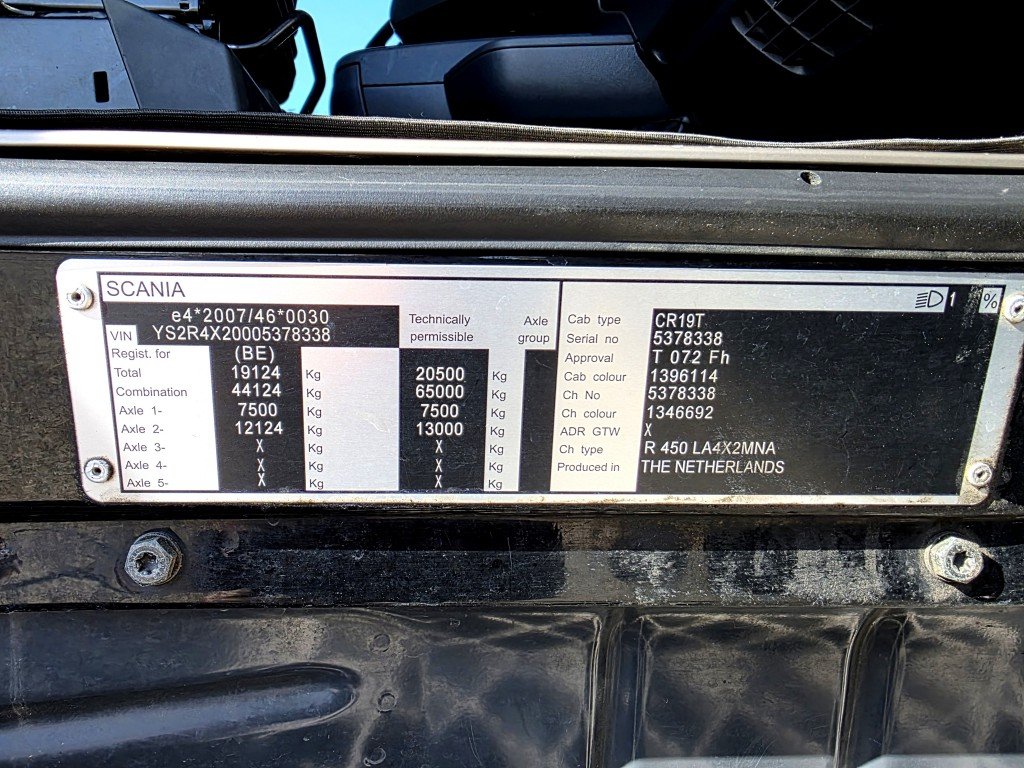 SCANIA
1 %
e4*2007/46*0030
VIN YS2R4X20005378338
Technically permissible
Axle group
Regist. for (BE)
Total 19124 Kg 20500 Kg
Combination 44124 Kg 65000 Kg
Axle 1- 7500 Kg 7500 Kg
Axle 2- 12124 Kg 13000 Kg
Axle 3- X Kg X Kg
Axle 4- X Kg X Kg
Axle 5- X Kg X Kg
Cab type CR19T
Serial no 5378338
Approval T 072 Fh
Cab colour 1396114
Ch No 5378338
Ch colour 1346692
ADR GTW X
Ch type R 450 LA4X2MNA
Produced in THE NETHERLANDS